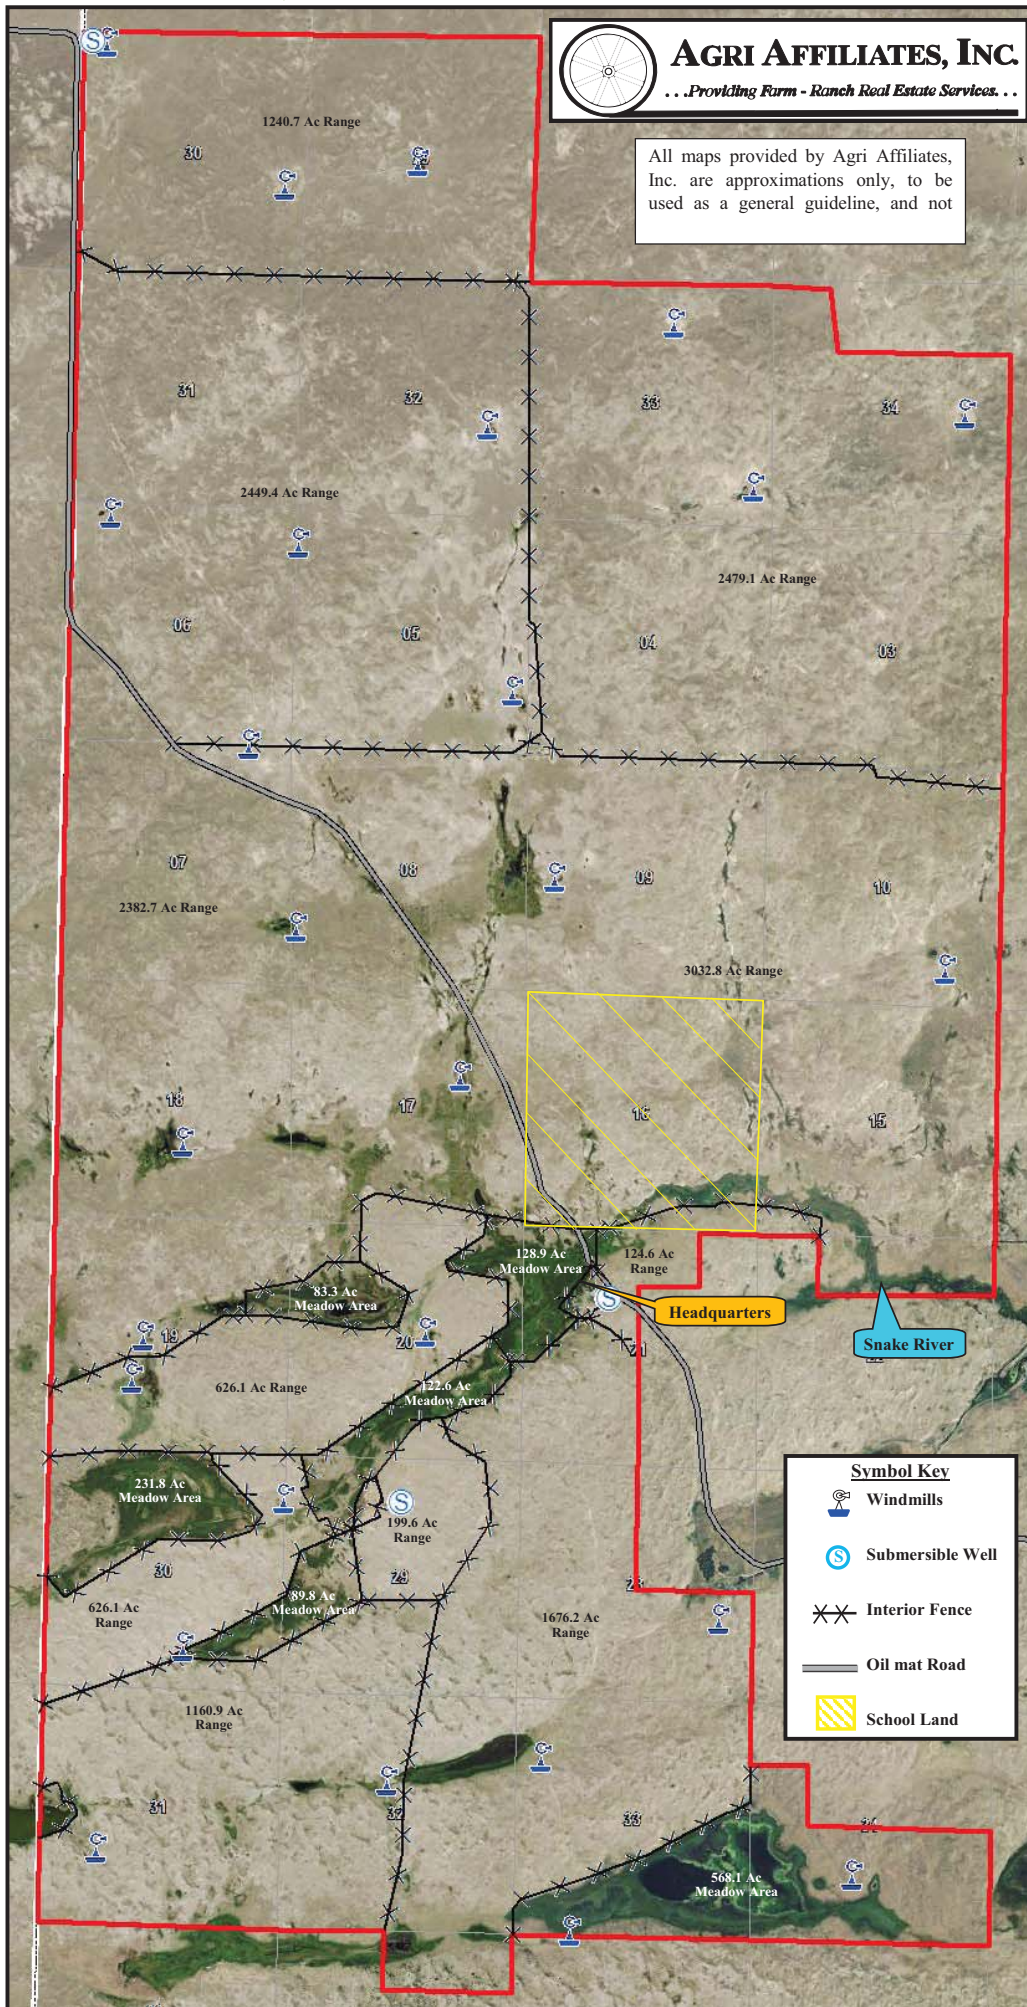 AGRI AFFILIATES, INC.
. . .Providing Farm - Ranch Real Estate Services. . .
All maps provided by Agri Affiliates,
Inc. are approximations only, to be
used as a general guideline, and not
S
1240.7 Ac Range
30
31
32
33
34
2449.4 Ac Range
2479.1 Ac Range
06
05
04
03
07
08
09
10
2382.7 Ac Range
3032.8 Ac Range
18
17
16
15
128.9 Ac
Meadow Area
124.6 Ac
Range
83.3 Ac
Meadow Area
S
Headquarters
Snake River
19
20
21
626.1 Ac Range
122.6 Ac
Meadow Area
231.8 Ac
Meadow Area
S
199.6 Ac
Range
30
29
28
89.8 Ac
Meadow Area
626.1 Ac
Range
1676.2 Ac
Range
1160.9 Ac
Range
31
32
33
568.1 Ac
Meadow Area
Symbol Key
Windmills
S Submersible Well
Interior Fence
Oil mat Road
School Land